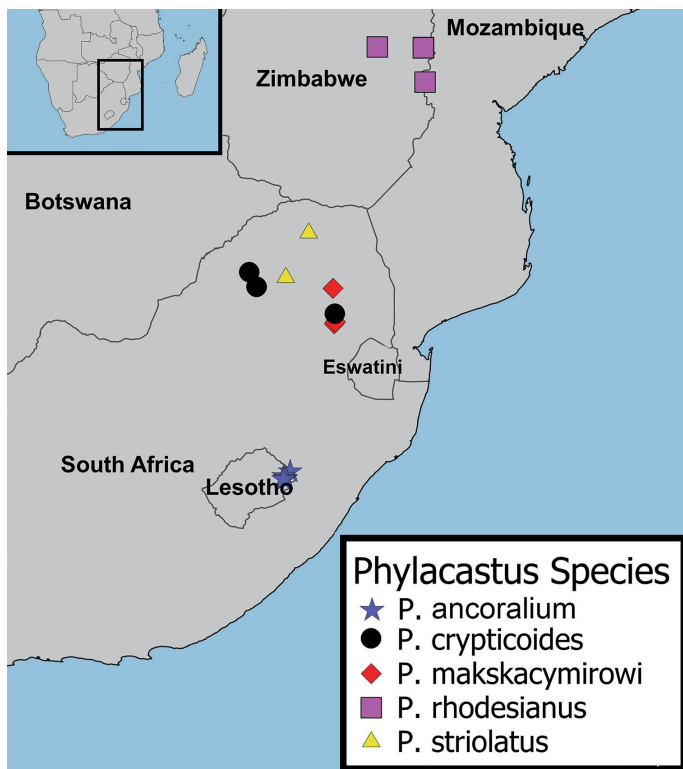 Mozambique
Zimbabwe
Botswana
Eswatini
South Africa
Lesotho
Phylacastus Species
P. ancoralium
P. crypticoides
P. makskacymirowi
P. rhodesianus
P. striolatus